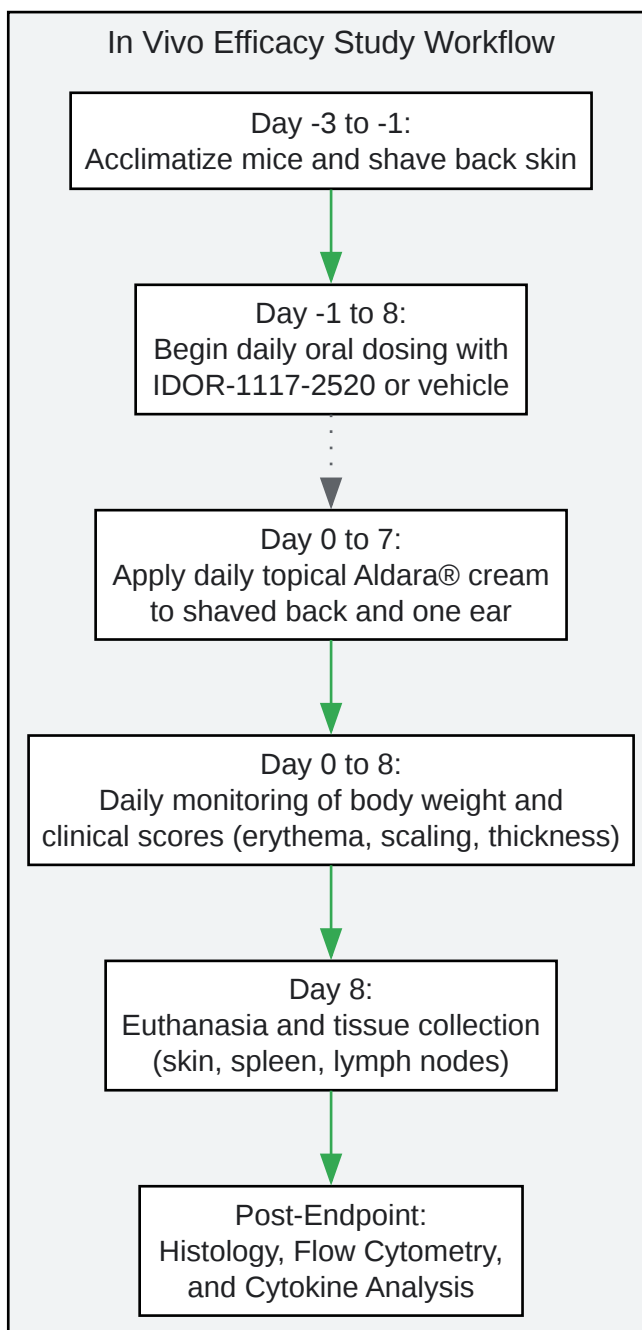 In Vivo Efficacy Study Workflow
Day -3 to -1:
Acclimatize mice and shave back skin
Day -1 to 8:
Begin daily oral dosing with
IDOR-1117-2520 or vehicle
Day 0 to 7:
Apply daily topical Aldara® cream
to shaved back and one ear
Day 0 to 8:
Daily monitoring of body weight and
clinical scores (erythema, scaling, thickness)
Day 8:
Euthanasia and tissue collection
(skin, spleen, lymph nodes)
Post-Endpoint:
Histology, Flow Cytometry,
and Cytokine Analysis